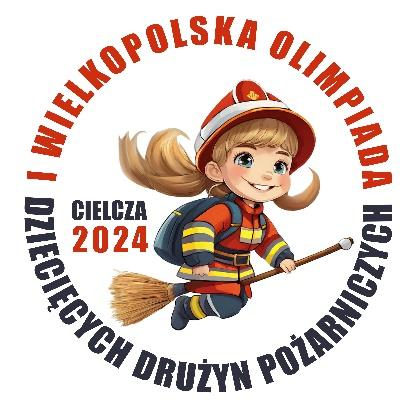 I WIELKOPOLSKA OLIMPIADA
DZIECIĘCYCH DRUŻYN POŻARNICZYCH
CIELCZA
2024